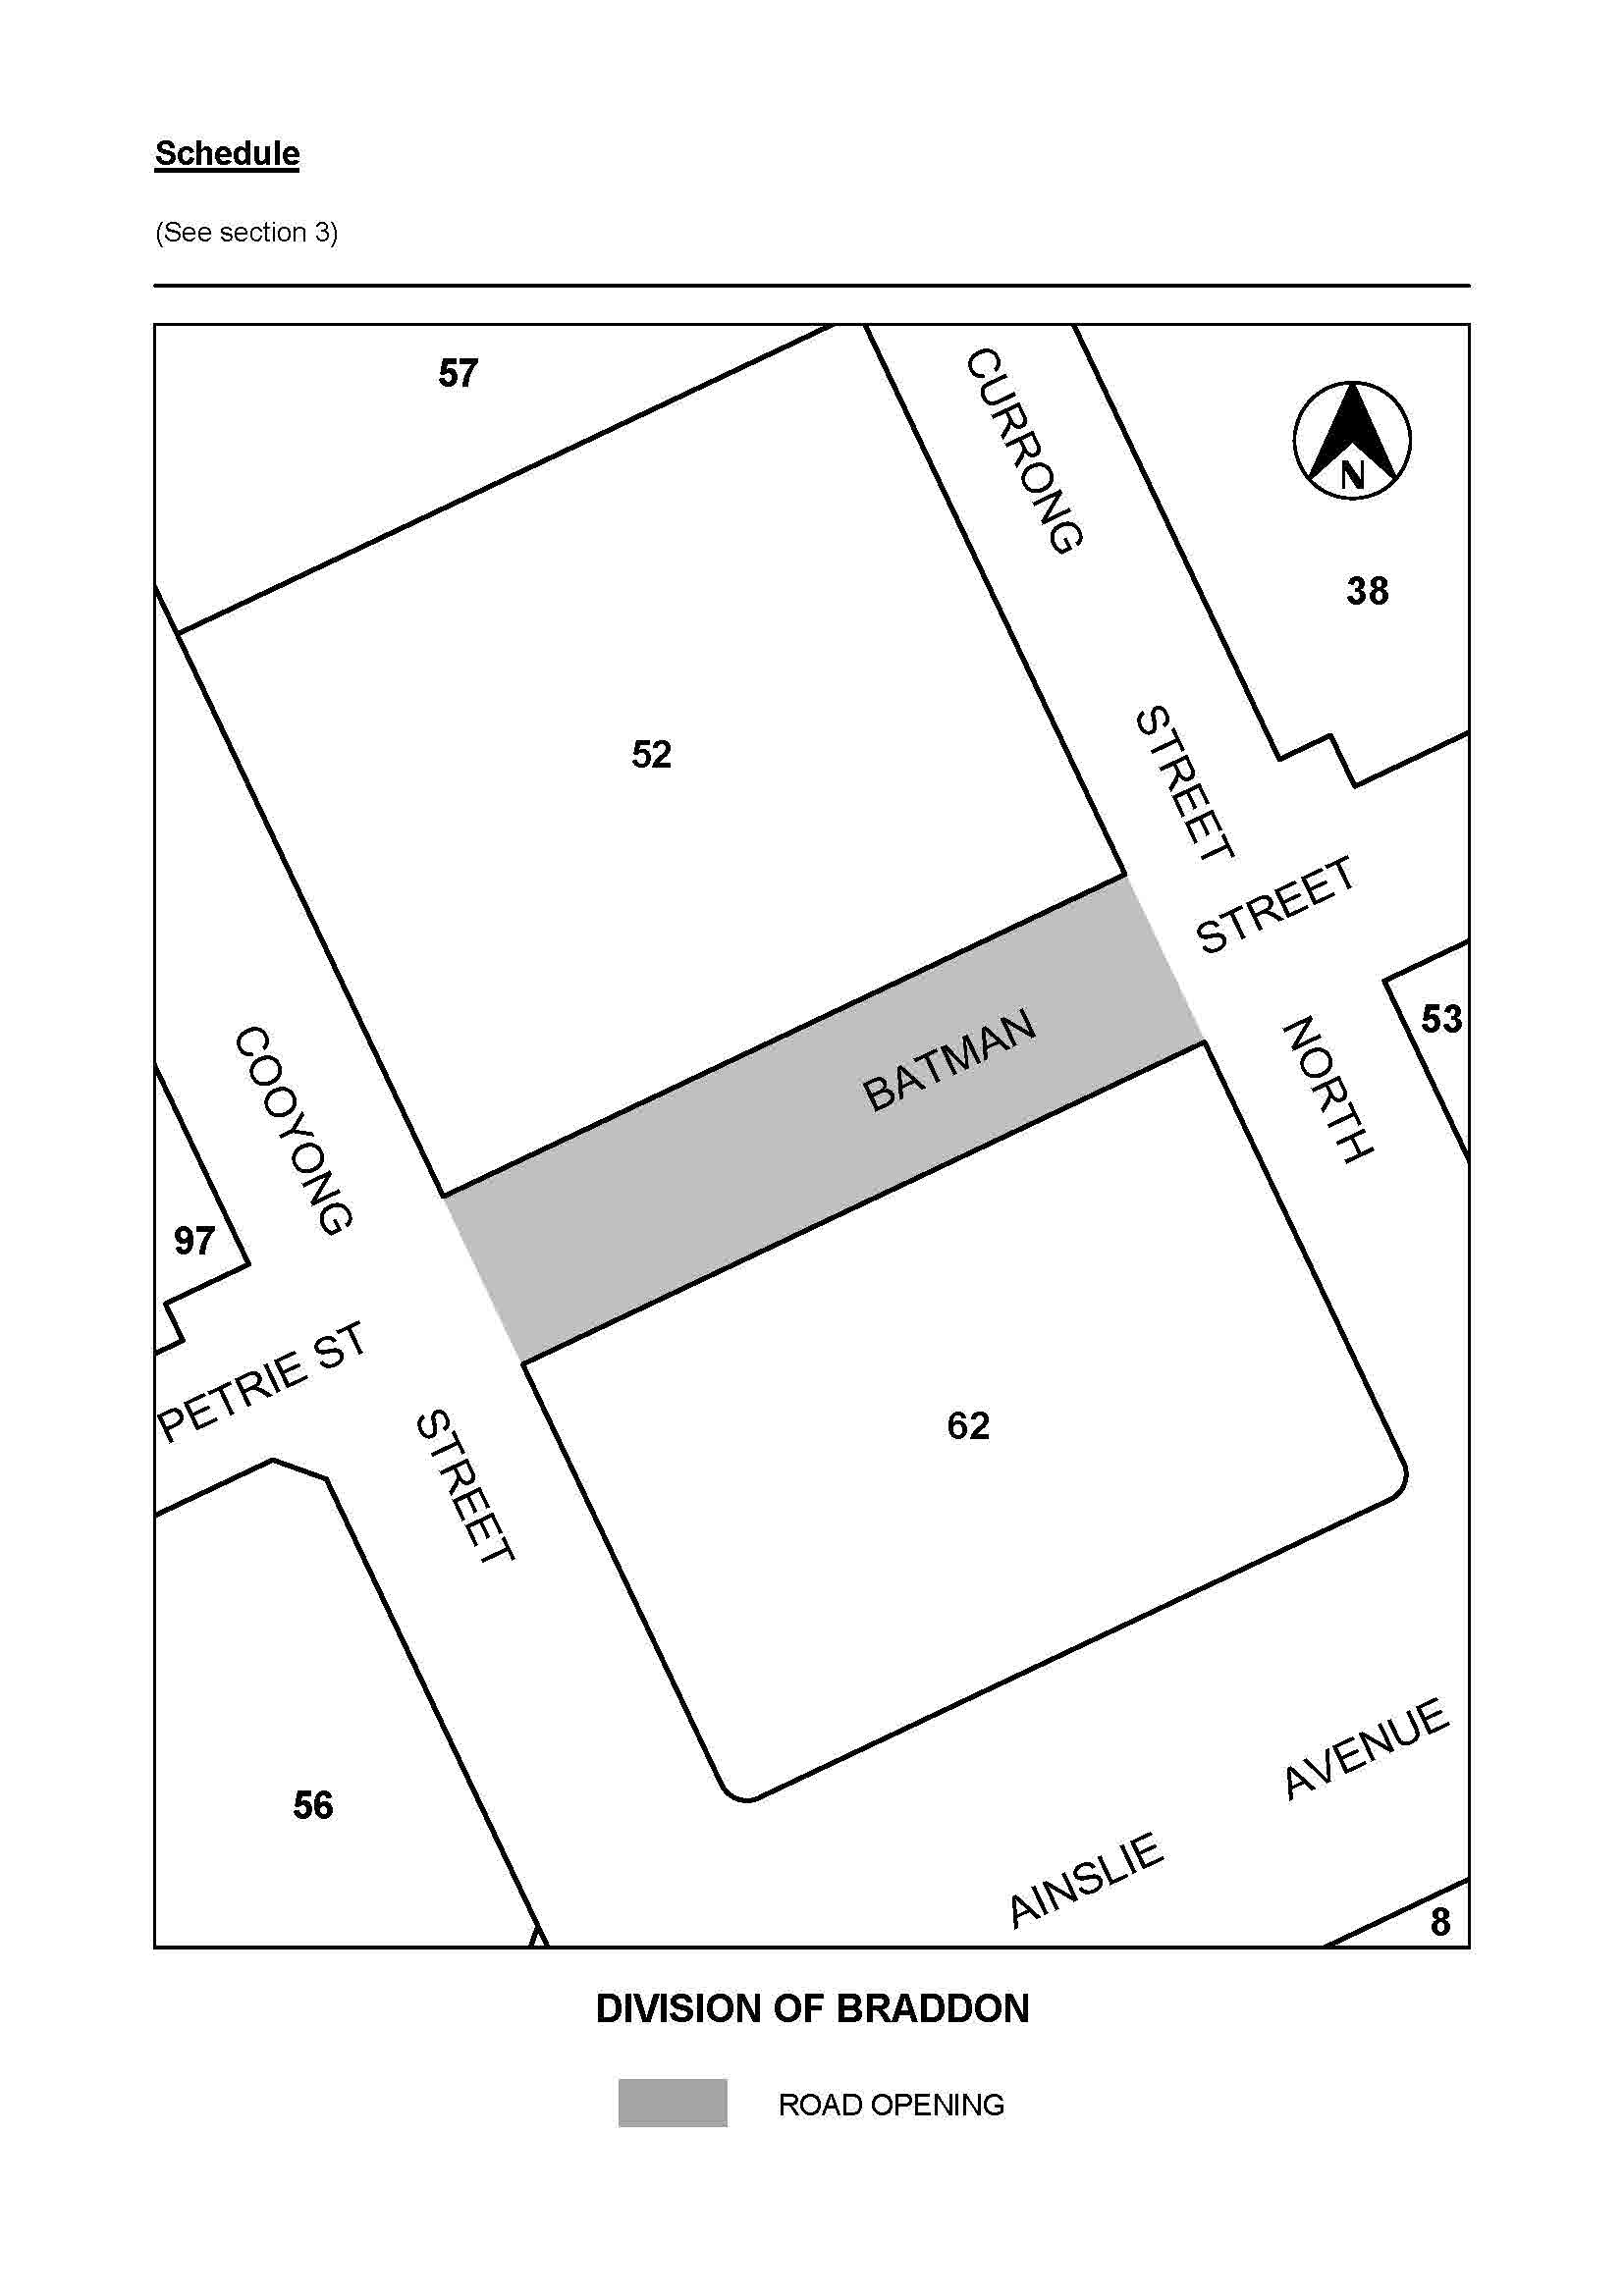 Schedule
(See section 3)
57
CURRONG
N
38
52
STREET
STREET
BATMAN
53
NORTH
COOYONG
97
PETRIE ST
STREET
62
AVENUE
56
AINSLIE
8
DIVISION OF BRADDON
ROAD OPENING